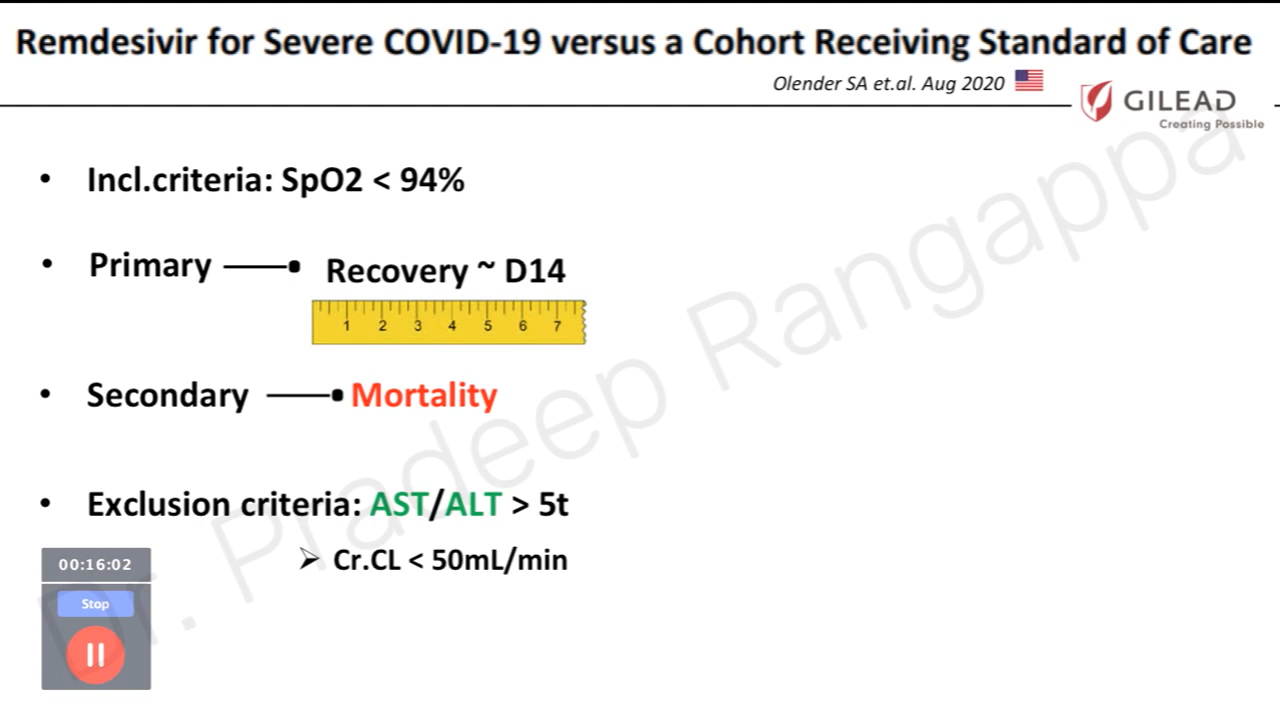 Remdesivir for Severe COVID-19 versus a Cohort Receiving Standard of Care
Olender SA et.al. Aug 2020
GILEAD
Creating Possible
• Incl.criteria: SpO2 < 94%
• Primary
Recovery ~ D14
1 2 3 4 5 6 7
• Secondary
Mortality
• Exclusion criteria: AST/ALT > 5t
➢ Cr.CL < 50mL/min
00:16:02
Stop
Dr. Pradeep Rangappa